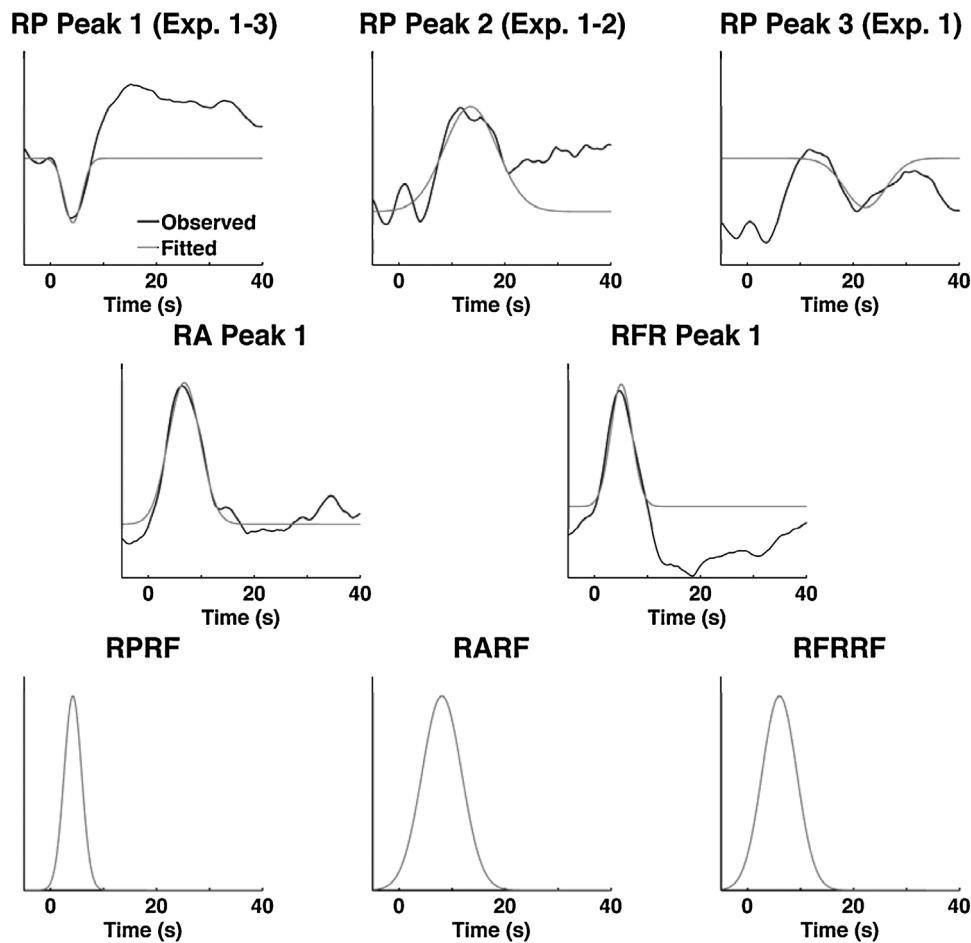 RP Peak 1 (Exp. 1-3)
RP Peak 2 (Exp. 1-2)
RP Peak 3 (Exp. 1)
Observed
Fitted
0 20 40
Time (s)
0 20 40
Time (s)
0 20 40
Time (s)
RA Peak 1
RFR Peak 1
0 20 40
Time (s)
0 20 40
Time (s)
RPRF
RARF
RFRRF
0 20 40
Time (s)
0 20 40
Time (s)
0 20 40
Time (s)